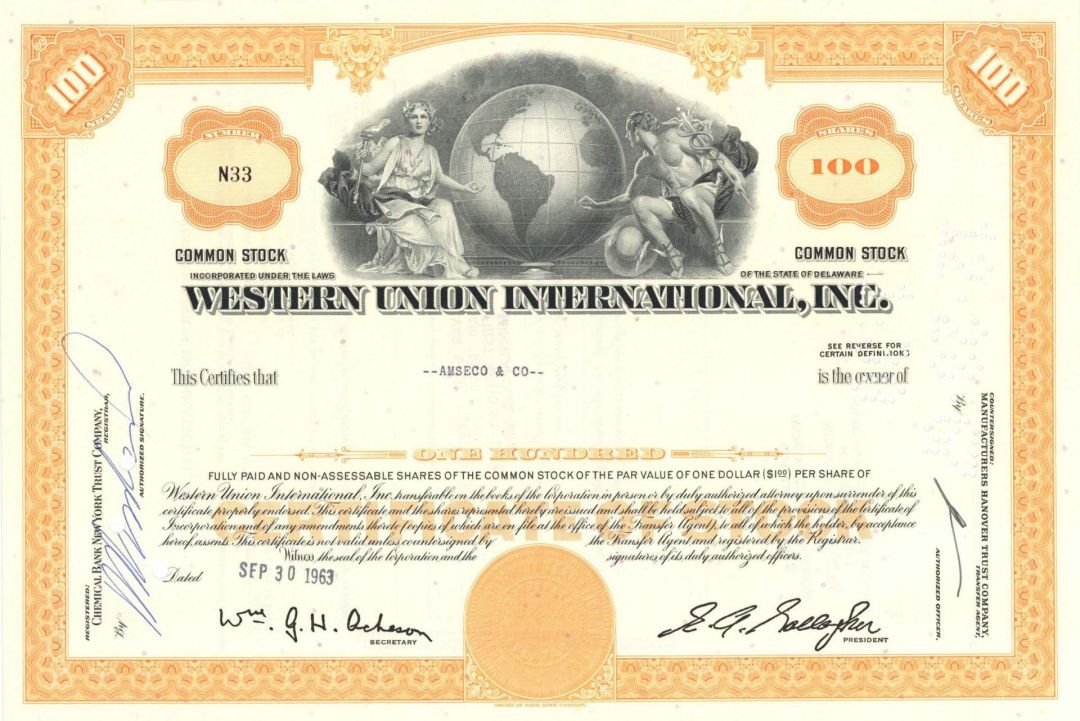 100
SHARES
100
SHARES
NUMBER
N33
SHARES
100
COMMON STOCK
COMMON STOCK
INCORPORATED UNDER THE LAWS
OF THE STATE OF DELAWARE
WESTERN UNION INTERNATIONAL, INC.
SEE REVERSE FOR
CERTAIN DEFINITIONS
This Certifies that
--AMSECO & CO--
is the owner of
ONE HUNDRED
FULLY PAID AND NON-ASSESSABLE SHARES OF THE COMMON STOCK OF THE PAR VALUE OF ONE DOLLAR ($1.00) PER SHARE OF
Western Union International, Inc. transferable on the books of the Corporation in person or by duly authorized attorney upon surrender of this
certificate properly endorsed. This certificate and the shares represented hereby are issued and shall be held subject to all of the provisions of the Certificate of
Incorporation and of any amendments thereto (copies of which are on file at the office of the Transfer Agent), to all of which the holder, by acceptance
hereof, assents. This certificate is not valid unless countersigned by the Transfer Agent and registered by the Registrar.
Witness the seal of the Corporation and the signatures of its duly authorized officers.
Dated
SEP 30 1963
Wm. G. H. Acheson
SECRETARY
E. A. Gallagher
PRESIDENT
REGISTERED:
CHEMICAL BANK NEW YORK TRUST COMPANY,
REGISTRAR,
By
AUTHORIZED SIGNATURE.
COUNTERSIGNED:
MANUFACTURERS HANOVER TRUST COMPANY,
TRANSFER AGENT,
By
AUTHORIZED OFFICER.
AMERICAN BANK NOTE COMPANY.